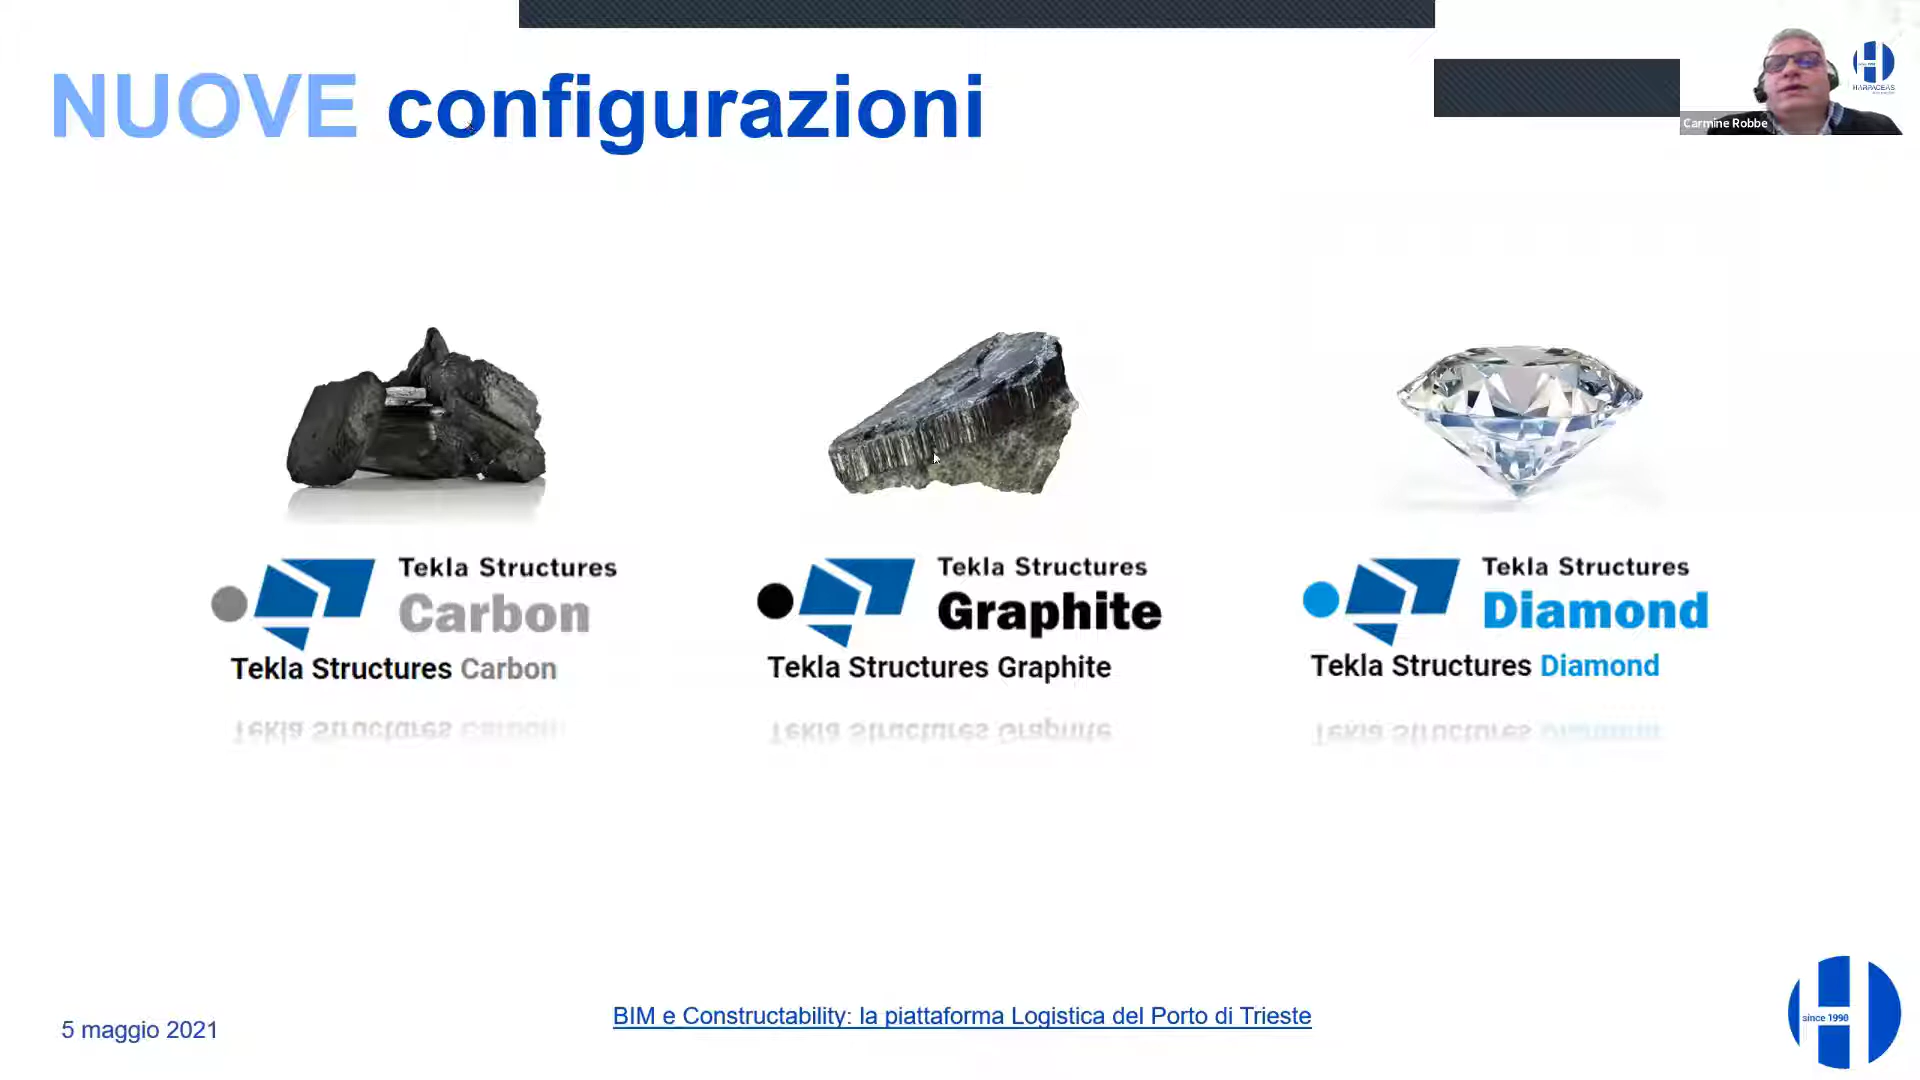 NUOVE configurazioni
HARPACEAS
Carmine Robbe
Tekla Structures
Carbon
Tekla Structures Carbon
Tekla Structures
Graphite
Tekla Structures Graphite
Tekla Structures
Diamond
Tekla Structures Diamond
5 maggio 2021
BIM e Constructability: la piattaforma Logistica del Porto di Trieste
since 1990